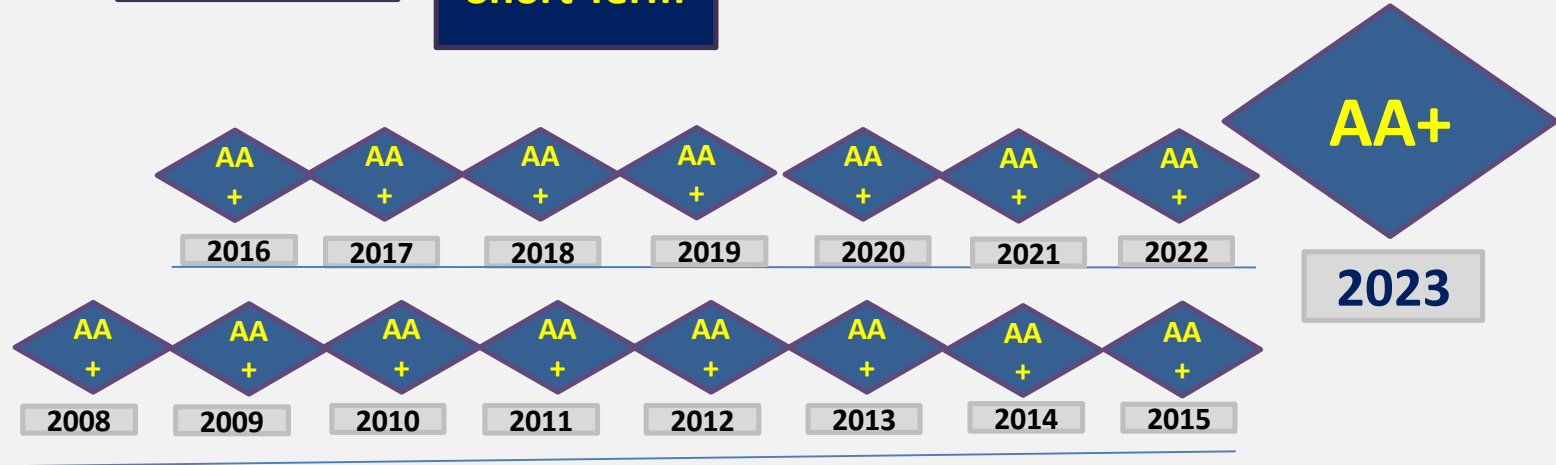 AA+
AA AA AA AA AA AA AA
+ + + + + + +
2016 2017 2018 2019 2020 2021 2022
2023
AA AA AA AA AA AA AA AA
+ + + + + + + +
2008 2009 2010 2011 2012 2013 2014 2015